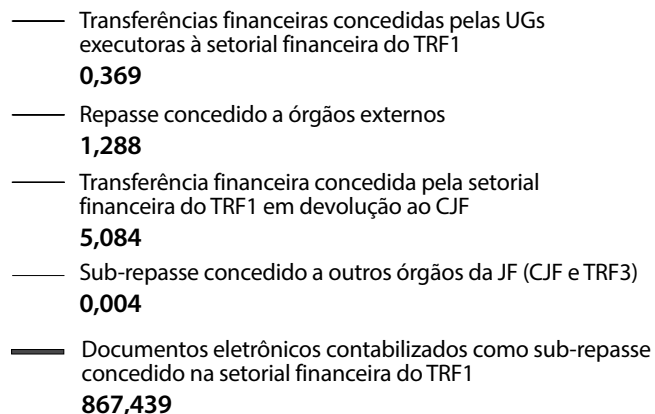 Transferências financeiras concedidas pelas UGs
executoras à setorial financeira do TRF1
0,369
Repasse concedido a órgãos externos
1,288
Transferência financeira concedida pela setorial
financeira do TRF1 em devolução ao CJF
5,084
Sub-repasse concedido a outros órgãos da JF (CJF e TRF3)
0,004
Documentos eletrônicos contabilizados como sub-repasse
concedido na setorial financeira do TRF1
867,439